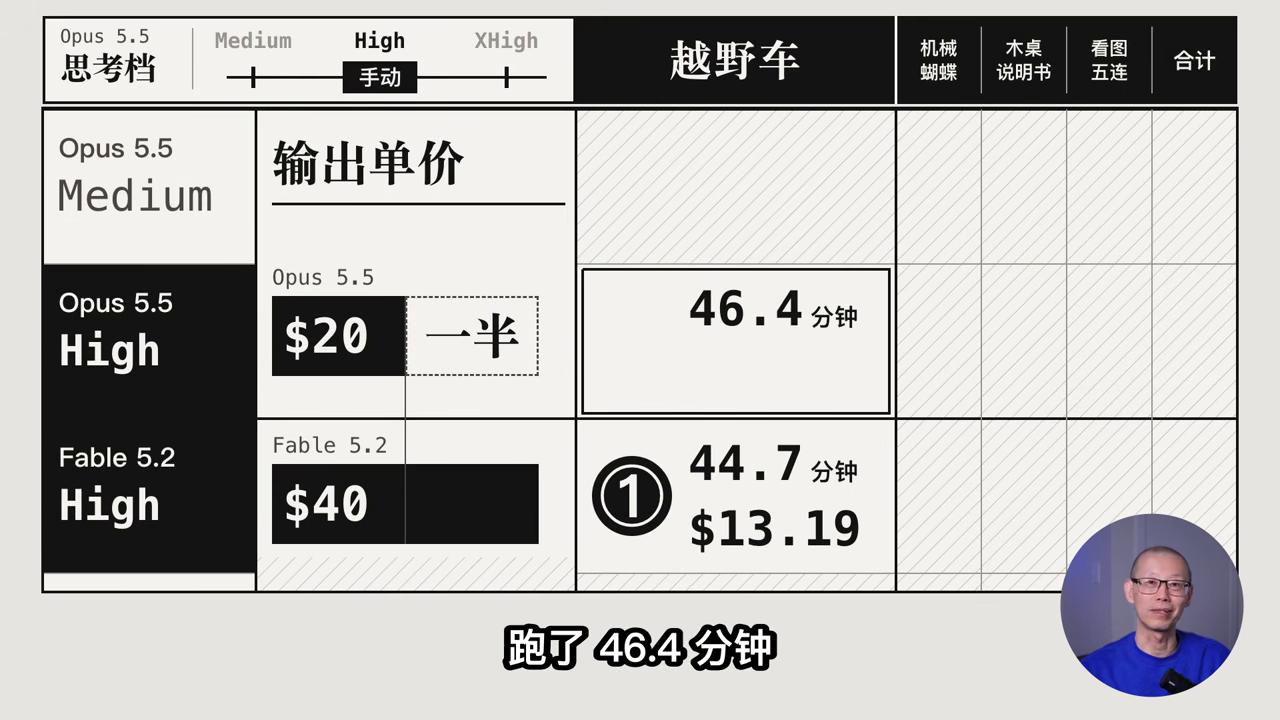 Opus 5.5
思考档
Medium
High
XHigh
手动
越野车
机械
蝴蝶
木桌
说明书
看图
五连
合计
Opus 5.5
Medium
输出单价
Opus 5.5
High
Opus 5.5
$20
一半
46.4 分钟
Fable 5.2
High
Fable 5.2
$40
1
44.7 分钟
$13.19
跑了 46.4 分钟